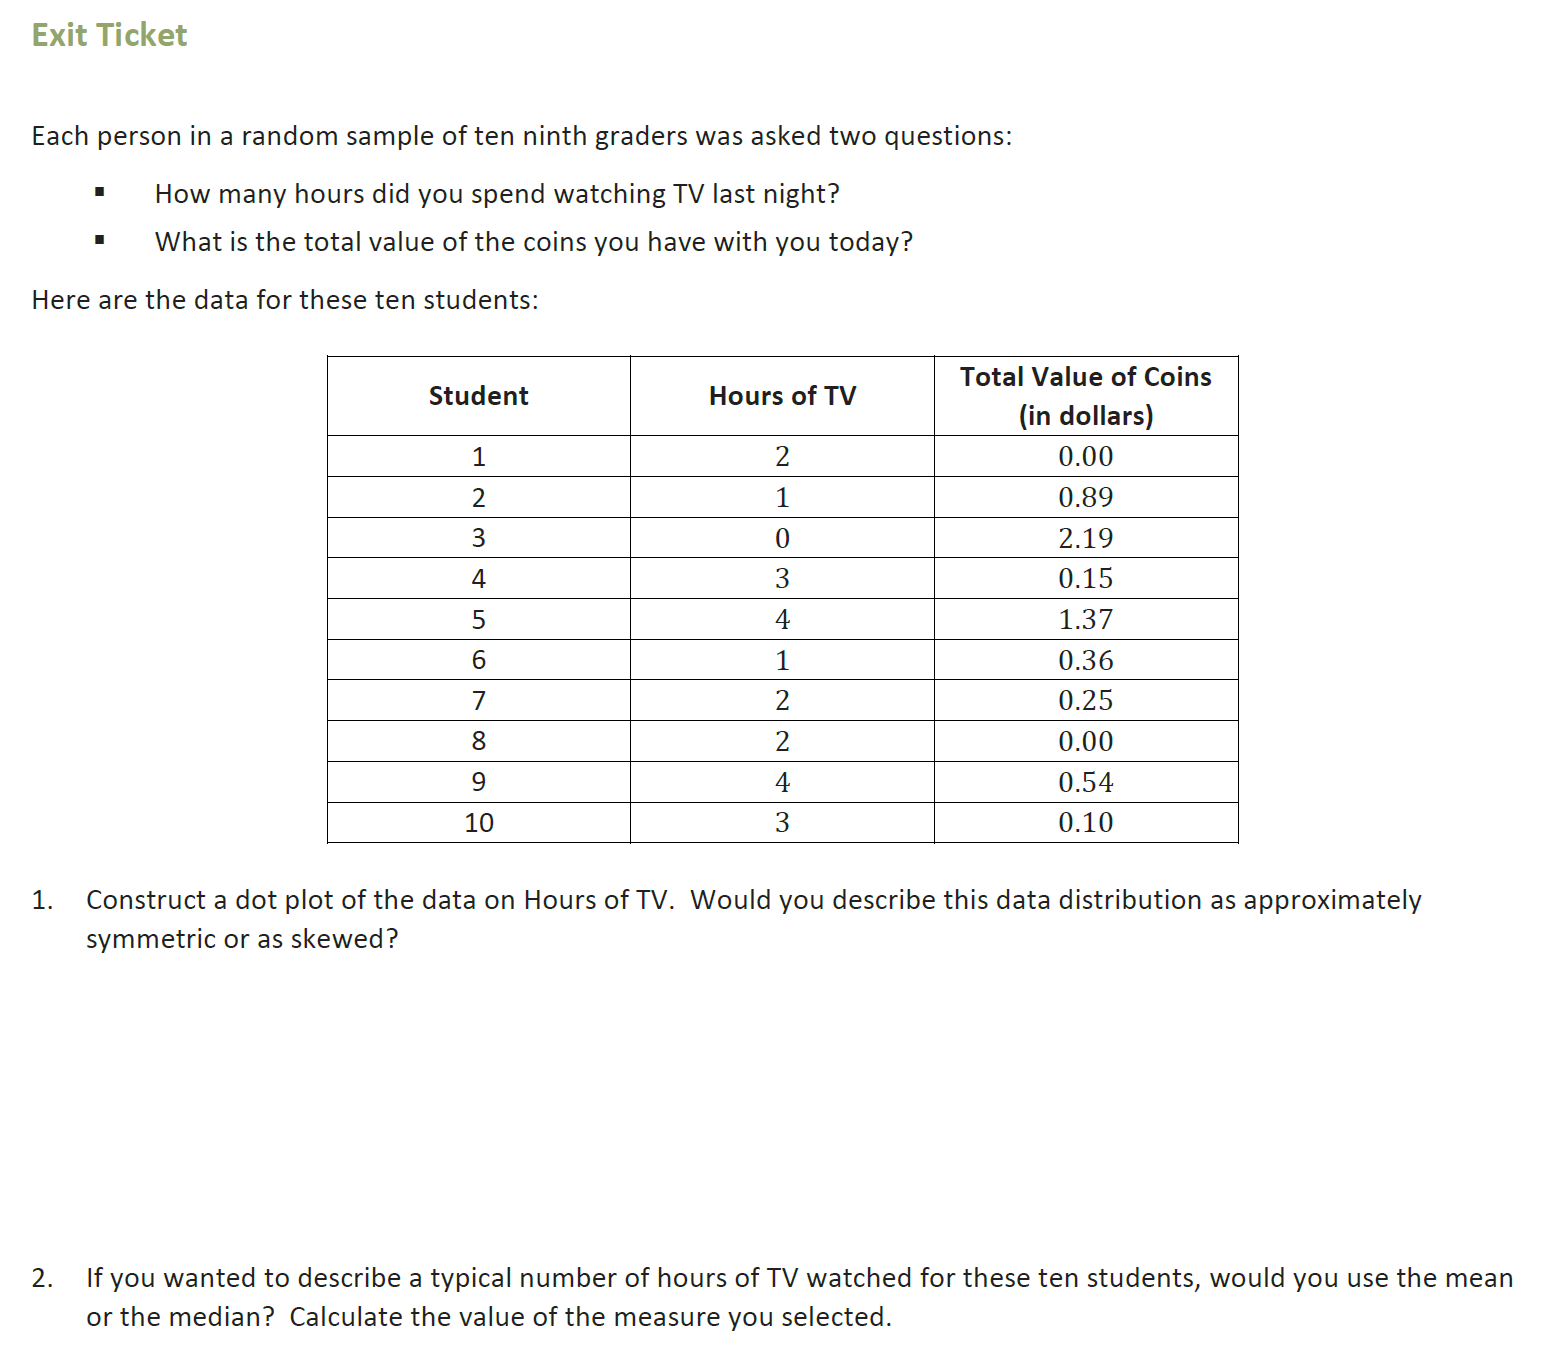 Exit Ticket
Each person in a random sample of ten ninth graders was asked two questions:
▪ How many hours did you spend watching TV last night?
▪ What is the total value of the coins you have with you today?
Here are the data for these ten students:
Student Hours of TV Total Value of Coins (in dollars)
1 2 0.00
2 1 0.89
3 0 2.19
4 3 0.15
5 4 1.37
6 1 0.36
7 2 0.25
8 2 0.00
9 4 0.54
10 3 0.10
1. Construct a dot plot of the data on Hours of TV. Would you describe this data distribution as approximately
symmetric or as skewed?
2. If you wanted to describe a typical number of hours of TV watched for these ten students, would you use the mean
or the median? Calculate the value of the measure you selected.